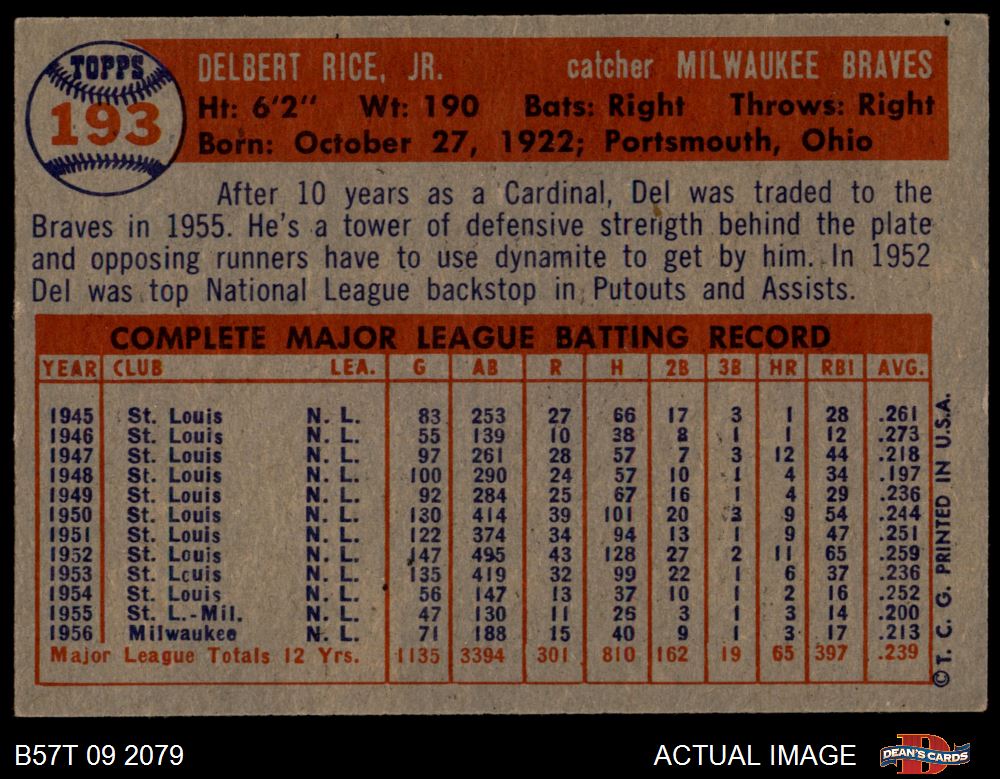 TOPPS
193
DELBERT RICE, JR. catcher MILWAUKEE BRAVES
Ht: 6'2" Wt: 190 Bats: Right Throws: Right
Born: October 27, 1922; Portsmouth, Ohio
After 10 years as a Cardinal, Del was traded to the
Braves in 1955. He's a tower of defensive strength behind the plate
and opposing runners have to use dynamite to get by him. In 1952
Del was top National League backstop in Putouts and Assists.
COMPLETE MAJOR LEAGUE BATTING RECORD
YEAR CLUB LEA. G AB R H 2B 3B HR RBI AVG.
1945 St. Louis N. L. 83 253 27 66 17 3 1 28 .261
1946 St. Louis N. L. 55 139 10 38 8 1 1 12 .273
1947 St. Louis N. L. 97 261 28 57 7 3 12 44 .218
1948 St. Louis N. L. 100 290 24 57 10 1 4 34 .197
1949 St. Louis N. L. 92 284 25 67 16 1 4 29 .236
1950 St. Louis N. L. 130 414 39 101 20 3 9 54 .244
1951 St. Louis N. L. 122 374 34 94 13 1 9 47 .251
1952 St. Louis N. L. 147 495 43 128 27 2 11 65 .259
1953 St. Louis N. L. 135 419 32 99 22 1 6 37 .236
1954 St. Louis N. L. 56 147 13 37 10 1 2 16 .252
1955 St. L.-Mil. N. L. 47 130 11 26 3 1 3 14 .200
1956 Milwaukee N. L. 71 188 15 40 9 1 3 17 .213
Major League Totals 12 Yrs. 1135 3394 301 810 162 19 65 397 .239
©T. C. G. PRINTED IN U.S.A.
B57T 09 2079 ACTUAL IMAGE DEAN'S CARDS